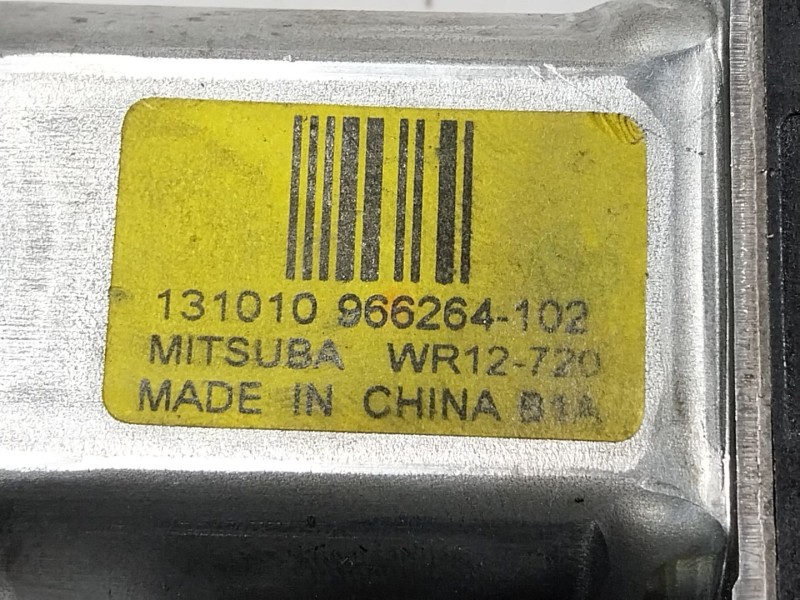 131010 966264-102
MITSUBA WR12-720
MADE IN CHINA B1A